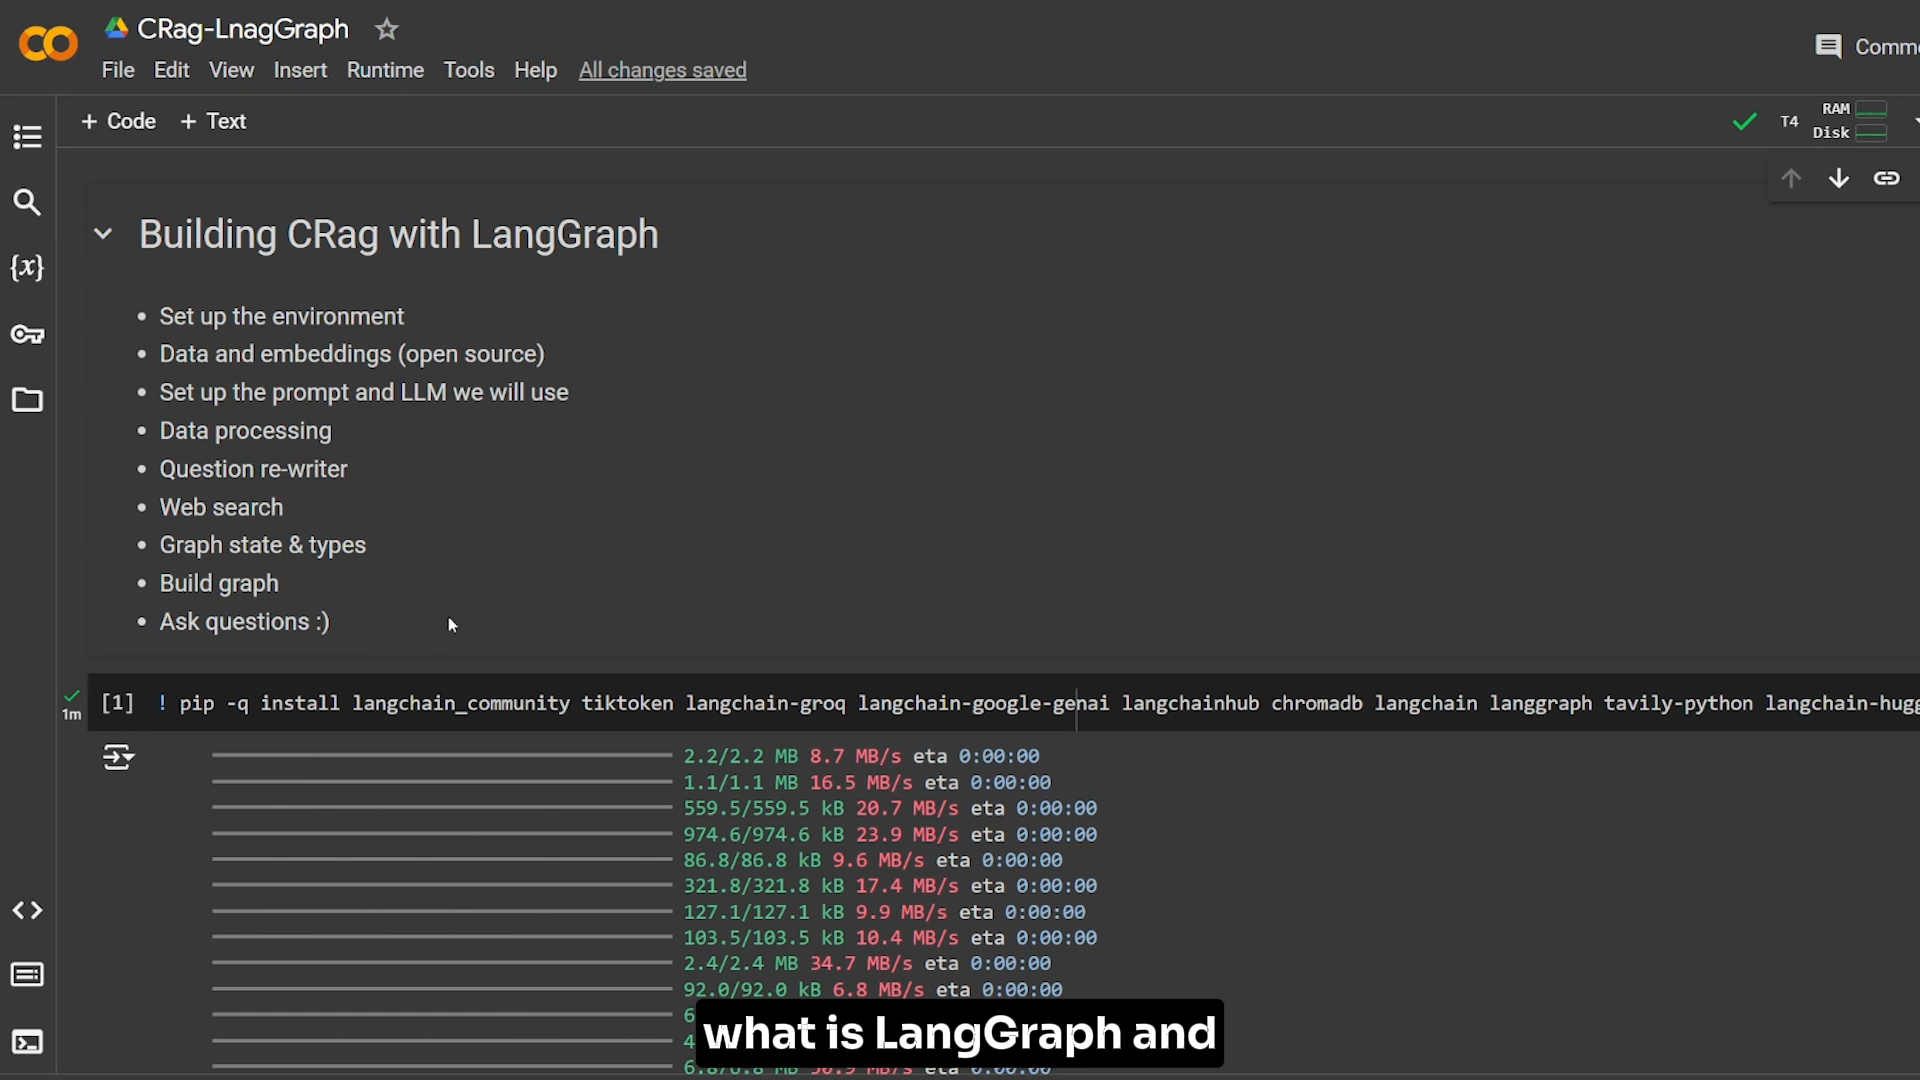 CRag-LnagGraph
Comme
File Edit View Insert Runtime Tools Help All changes saved
+ Code + Text
T4 RAM
Disk
{x}
Building CRag with LangGraph
• Set up the environment
• Data and embeddings (open source)
• Set up the prompt and LLM we will use
• Data processing
• Question re-writer
• Web search
• Graph state & types
• Build graph
• Ask questions :)
[1] ! pip -q install langchain_community tiktoken langchain-groq langchain-google-genai langchainhub chromadb langchain langgraph tavily-python langchain-hugg
1m
2.2/2.2 MB 8.7 MB/s eta 0:00:00
1.1/1.1 MB 16.5 MB/s eta 0:00:00
559.5/559.5 kB 20.7 MB/s eta 0:00:00
974.6/974.6 kB 23.9 MB/s eta 0:00:00
86.8/86.8 kB 9.6 MB/s eta 0:00:00
321.8/321.8 kB 17.4 MB/s eta 0:00:00
127.1/127.1 kB 9.9 MB/s eta 0:00:00
103.5/103.5 kB 10.4 MB/s eta 0:00:00
2.4/2.4 MB 34.7 MB/s eta 0:00:00
92.0/92.0 kB 6.8 MB/s eta 0:00:00
what is LangGraph and